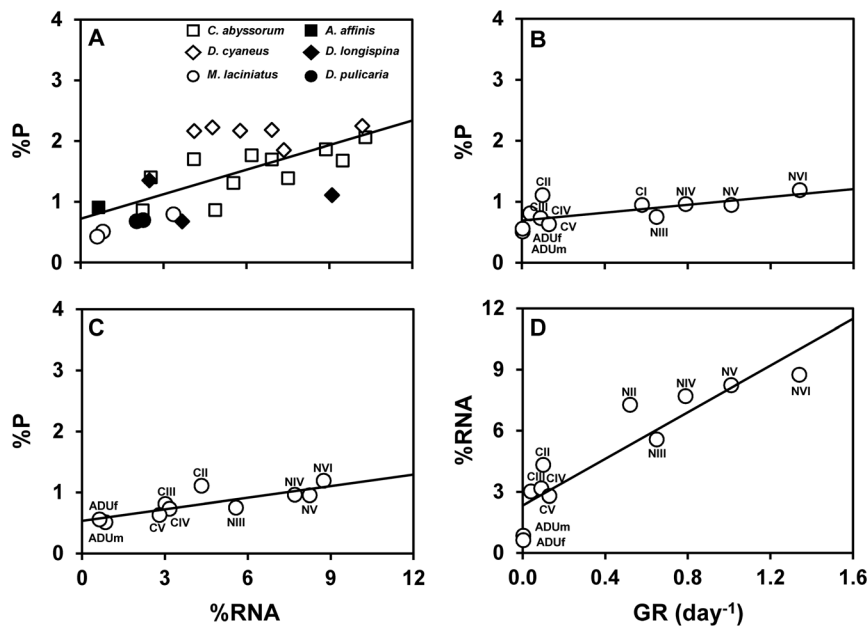 A
C. abyssorum A. affinis
D. cyaneus D. longispina
M. laciniatus D. pulicaria
%P
4
3
2
1
0
0 3 6 9 12
B
%P
4
3
2
1
0
0.0 0.4 0.8 1.2 1.6
CII
CIII
CIV
CV
ADUf
ADUm
CI
NIII
NIV
NV
NVI
C
%P
4
3
2
1
0
ADUf
ADUm
CIII
CV
CIV
CII
NIII
NIV
NV
NVI
0 3 6 9 12
%RNA
D
%RNA
12
9
6
3
0
CII
CIII
CIV
CV
ADUm
ADUf
NII
NIII
NIV
NV
NVI
0.0 0.4 0.8 1.2 1.6
GR (day⁻¹)